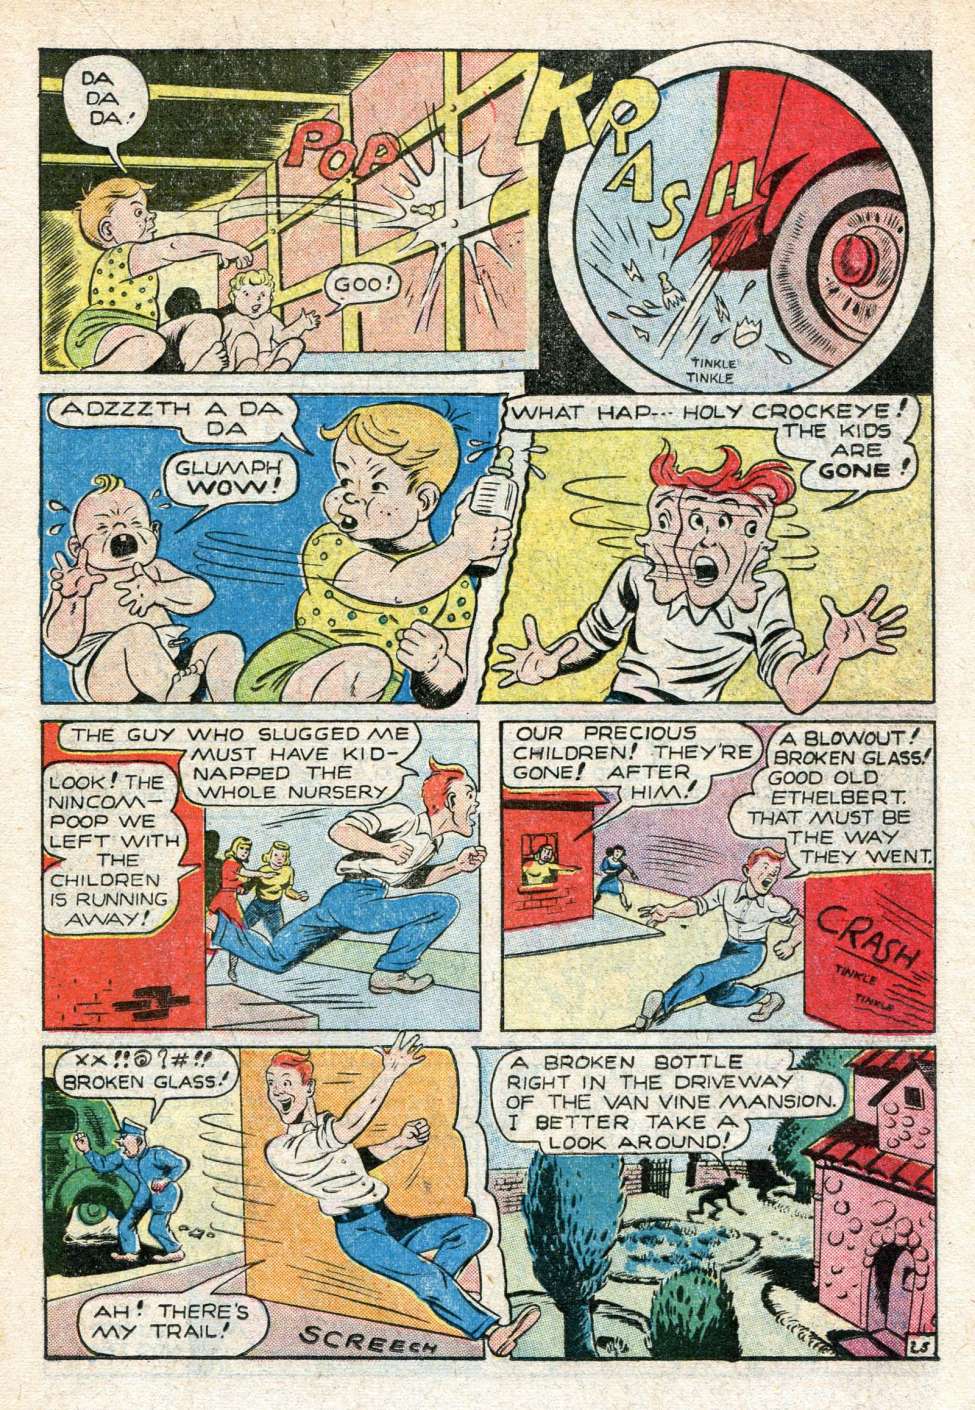 DA
DA
DA!
POP!
GOO!
KRASH
TINKLE
TINKLE
ADZZZTH A DA
DA
GLUMPH
WOW!
WHAT HAP--- HOLY CROCKEYE!
THE KIDS
ARE
GONE!
THE GUY WHO SLUGGED ME
MUST HAVE KID-
NAPPED THE
WHOLE NURSERY
LOOK! THE
NINCOM-
POOP WE
LEFT WITH
THE
CHILDREN
IS RUNNING
AWAY!
OUR PRECIOUS
CHILDREN! THEY'RE
GONE! AFTER
HIM!
A BLOWOUT!
BROKEN GLASS!
GOOD OLD
ETHELBERT.
THAT MUST BE
THE WAY
THEY WENT.
CRASH
TINKLE
TINKLE
XX!!@?#!!
BROKEN GLASS!
AH! THERE'S
MY TRAIL!
SCREECH
A BROKEN BOTTLE
RIGHT IN THE DRIVEWAY
OF THE VAN VINE MANSION.
I BETTER TAKE A
LOOK AROUND!
25